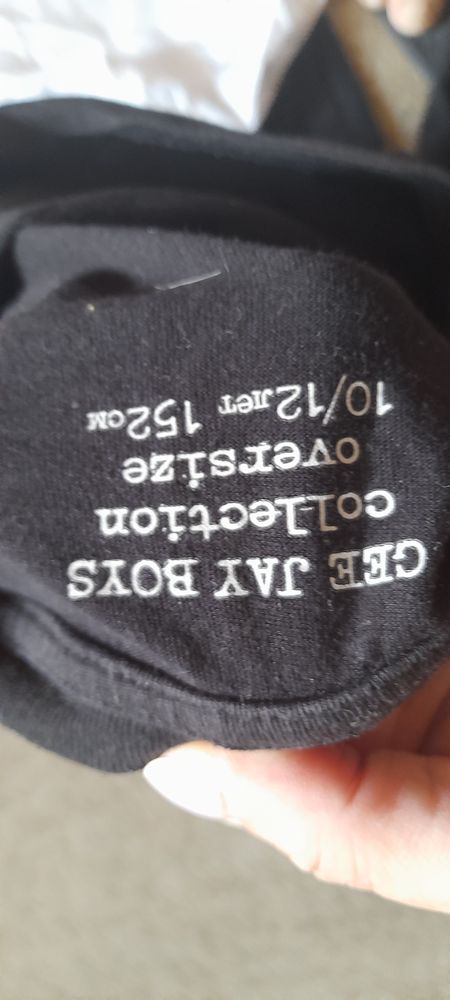 GEE JAY BOYS
collection
oversize
10/12лет 152см